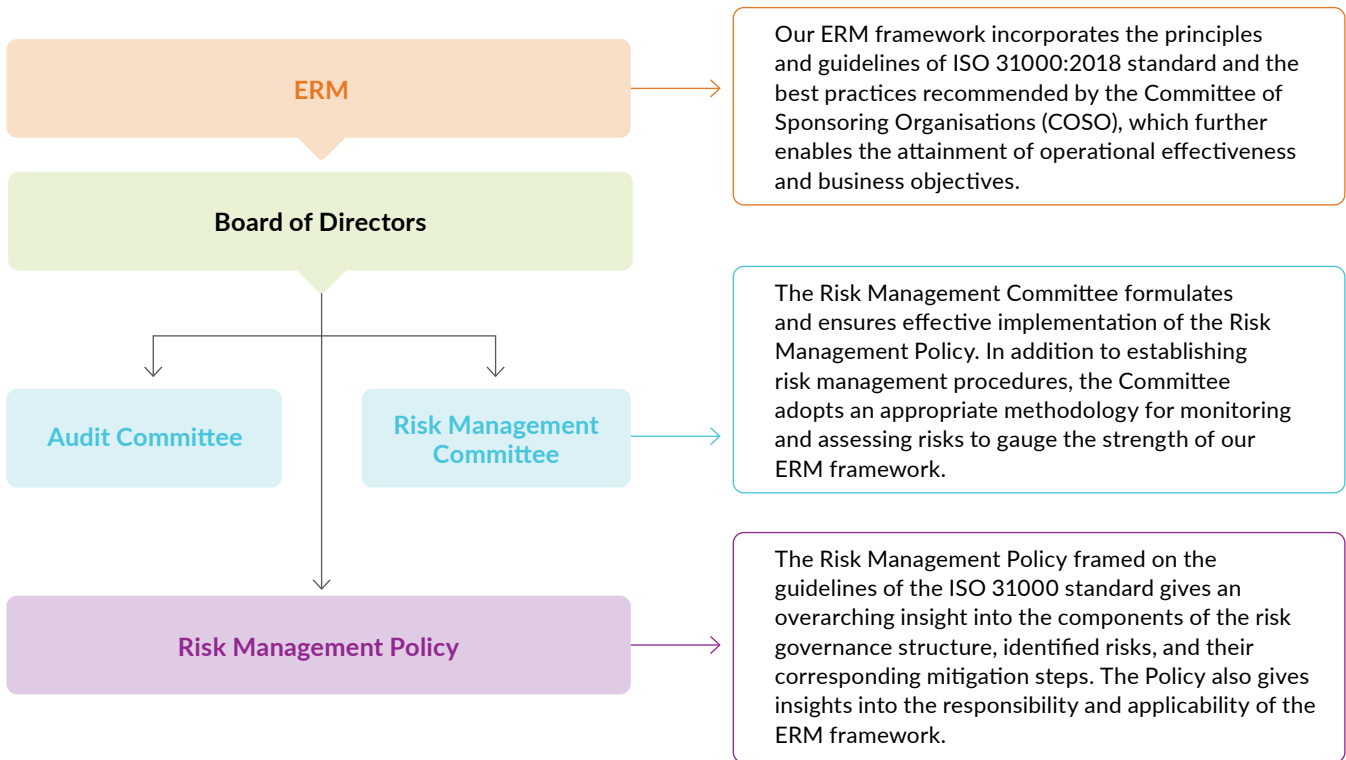 ERM
Our ERM framework incorporates the principles
and guidelines of ISO 31000:2018 standard and the
best practices recommended by the Committee of
Sponsoring Organisations (COSO), which further
enables the attainment of operational effectiveness
and business objectives.
Board of Directors
Audit Committee
Risk Management
Committee
The Risk Management Committee formulates
and ensures effective implementation of the Risk
Management Policy. In addition to establishing
risk management procedures, the Committee
adopts an appropriate methodology for monitoring
and assessing risks to gauge the strength of our
ERM framework.
Risk Management Policy
The Risk Management Policy framed on the
guidelines of the ISO 31000 standard gives an
overarching insight into the components of the risk
governance structure, identified risks, and their
corresponding mitigation steps. The Policy also gives
insights into the responsibility and applicability of the
ERM framework.